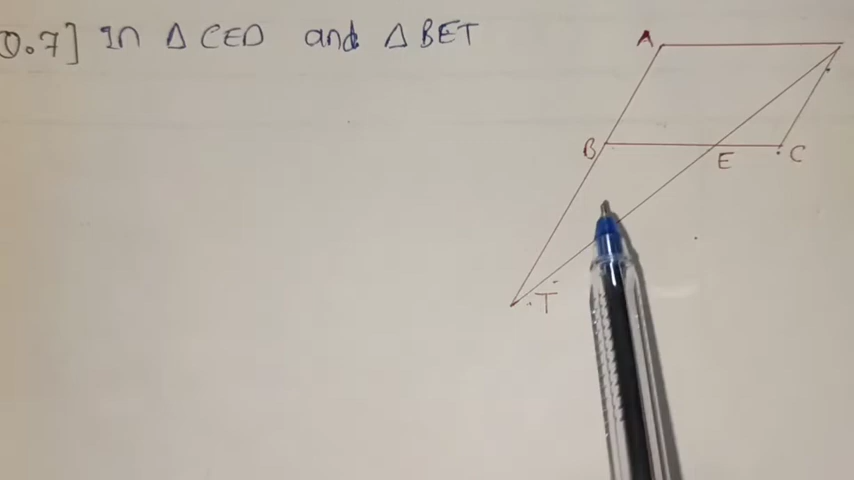 Q.7] In Δ CED and Δ BET
A
B
E
C
T